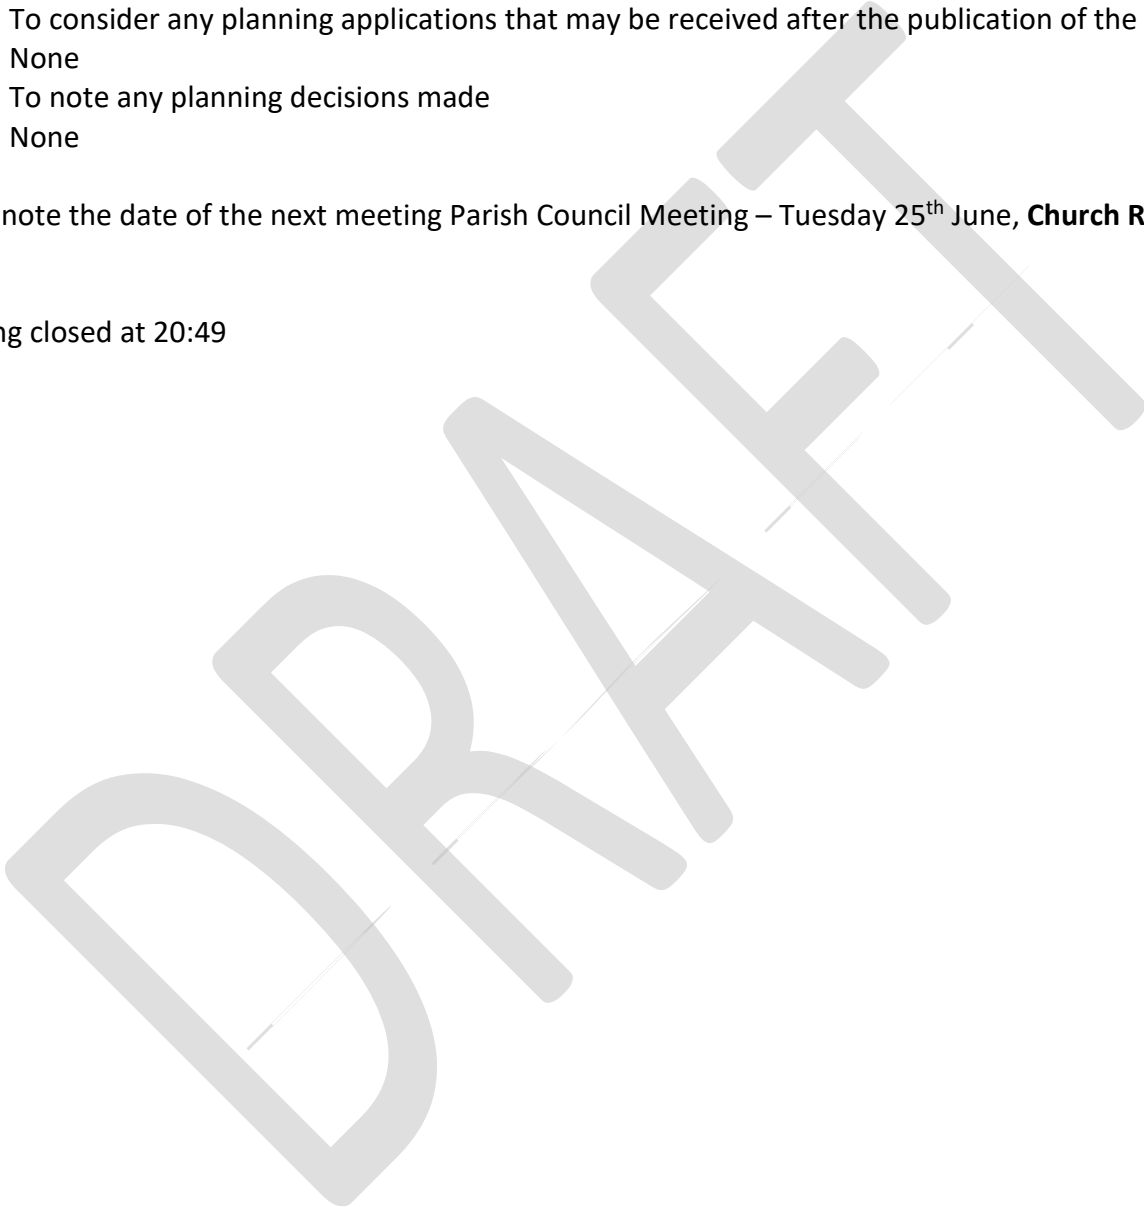 To consider any planning applications that may be received after the publication of the
None
To note any planning decisions made
None
note the date of the next meeting Parish Council Meeting – Tuesday 25th June, Church R
ng closed at 20:49
DRAFT